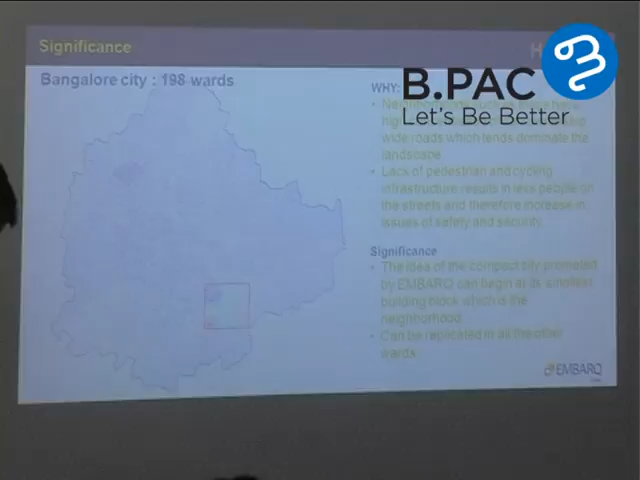 Significance
H
Bangalore city : 198 wards
B.PAC
Let's Be Better
WHY:
wide roads which tends dominate the
landscape.
Lack of pedestrian and cycling
infrastructure results in less people on
the streets and therefore increase in
issues of safety and security.
Significance
The idea of the compact city promoted
by EMBARQ can begin at its simplest
building block which is the
neighborhood.
Can be replicated in all the other
wards.
EMBARQ